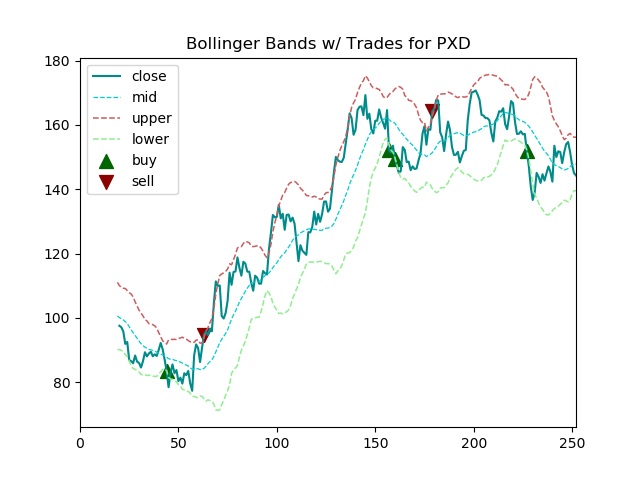 Bollinger Bands w/ Trades for PXD
close
mid
upper
lower
buy
sell
180
160
140
120
100
80
0 50 100 150 200 250